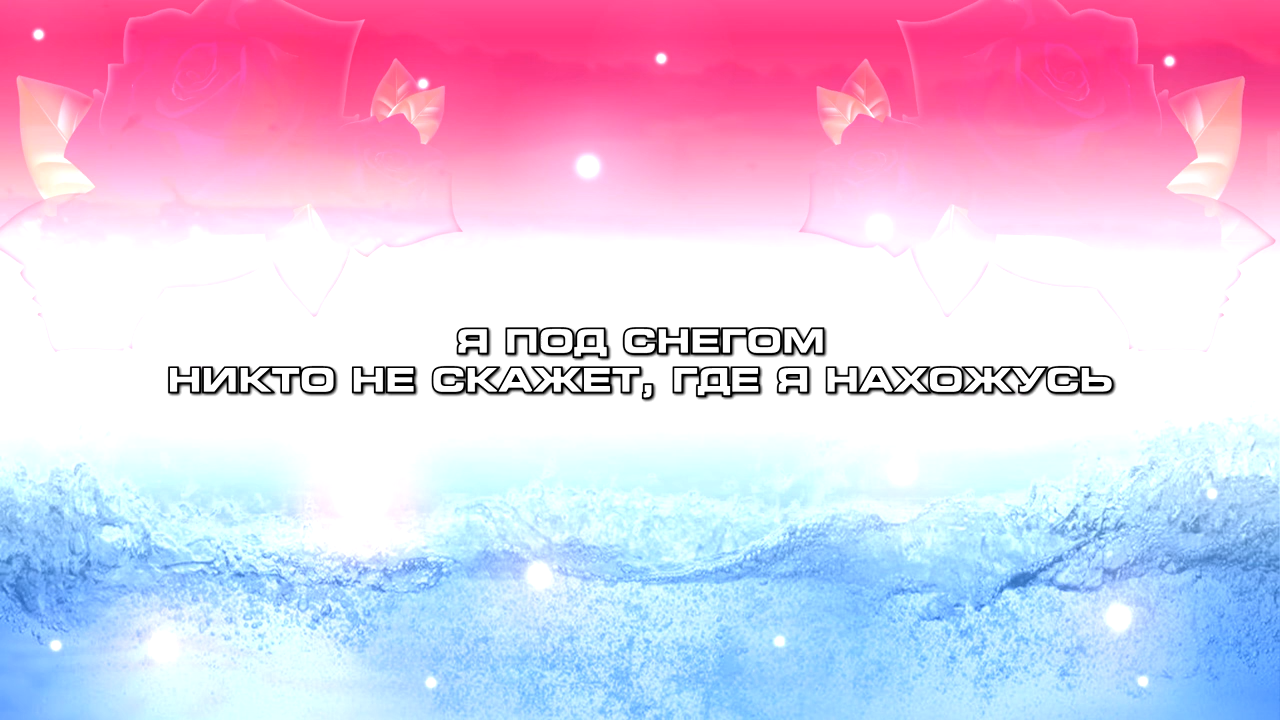 Я ПОД СНЕГОМ
НИКТО НЕ СКАЖЕТ, ГДЕ Я НАХОЖУСЬ